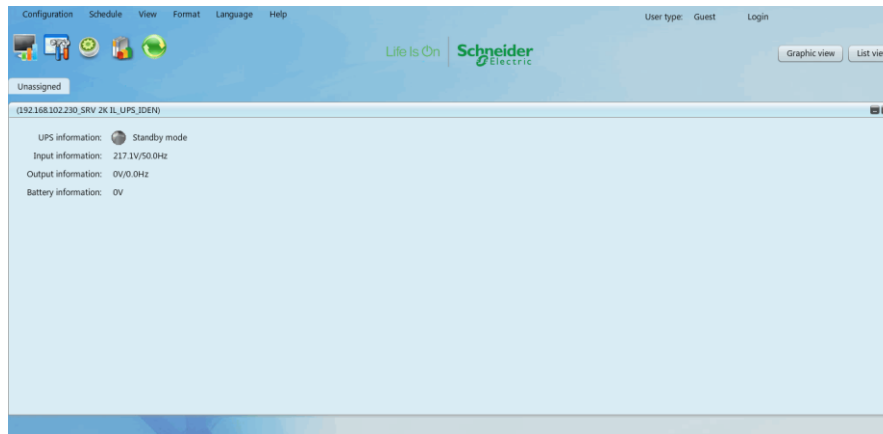 Configuration Schedule View Format Language Help
User type: Guest Login
Life Is On Schneider Electric
Graphic view List vie
Unassigned
(192.168.102.230_SRV 2K IL_UPS_IDEN)
UPS information: Standby mode
Input information: 217.1V/50.0Hz
Output information: 0V/0.0Hz
Battery information: 0V